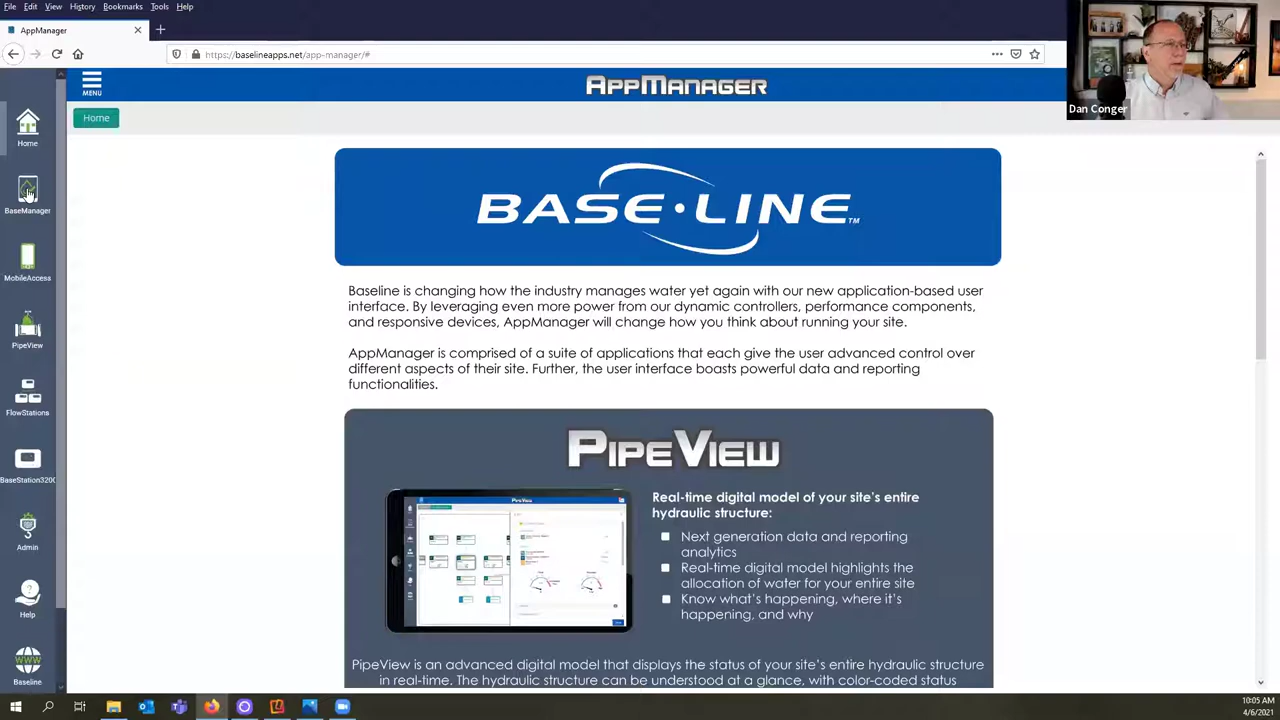 File Edit View History Bookmarks Tools Help
AppManager
https://baselineapps.net/app-manager/#
MENU
APPMANAGER
Dan Conger
Home
Home
BaseManager
MobileAccess
PipeView
FlowStations
BaseStation3200
Admin
Help
WWW
Baseline
BASE•LINE™
Baseline is changing how the industry manages water yet again with our new application-based user
interface. By leveraging even more power from our dynamic controllers, performance components,
and responsive devices, AppManager will change how you think about running your site.
AppManager is comprised of a suite of applications that each give the user advanced control over
different aspects of their site. Further, the user interface boasts powerful data and reporting
functionalities.
PIPEVIEW
PIPEVIEW
Real-time digital model of your site's entire
hydraulic structure:
Next generation data and reporting
analytics
Real-time digital model highlights the
allocation of water for your entire site
Know what's happening, where it's
happening, and why
PipeView is an advanced digital model that displays the status of your site's entire hydraulic structure
in real-time. The hydraulic structure can be understood at a glance, with color-coded status
10:05 AM
4/6/2021